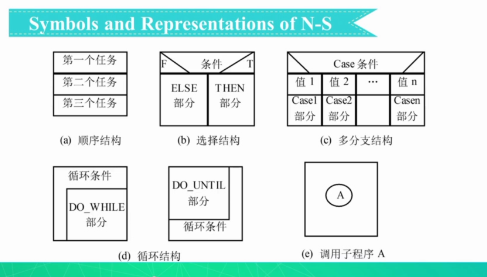 Symbols and Representations of N-S
第一个任务
第二个任务
第三个任务
(a) 顺序结构
F 条件 T
ELSE THEN
部分 部分
(b) 选择结构
Case 条件
值 1 值 2 … 值 n
Case1 Case2 Casen
部分 部分 部分
(c) 多分支结构
循环条件
DO_WHILE
部分
DO_UNTIL
部分
循环条件
(d) 循环结构
A
(e) 调用子程序 A